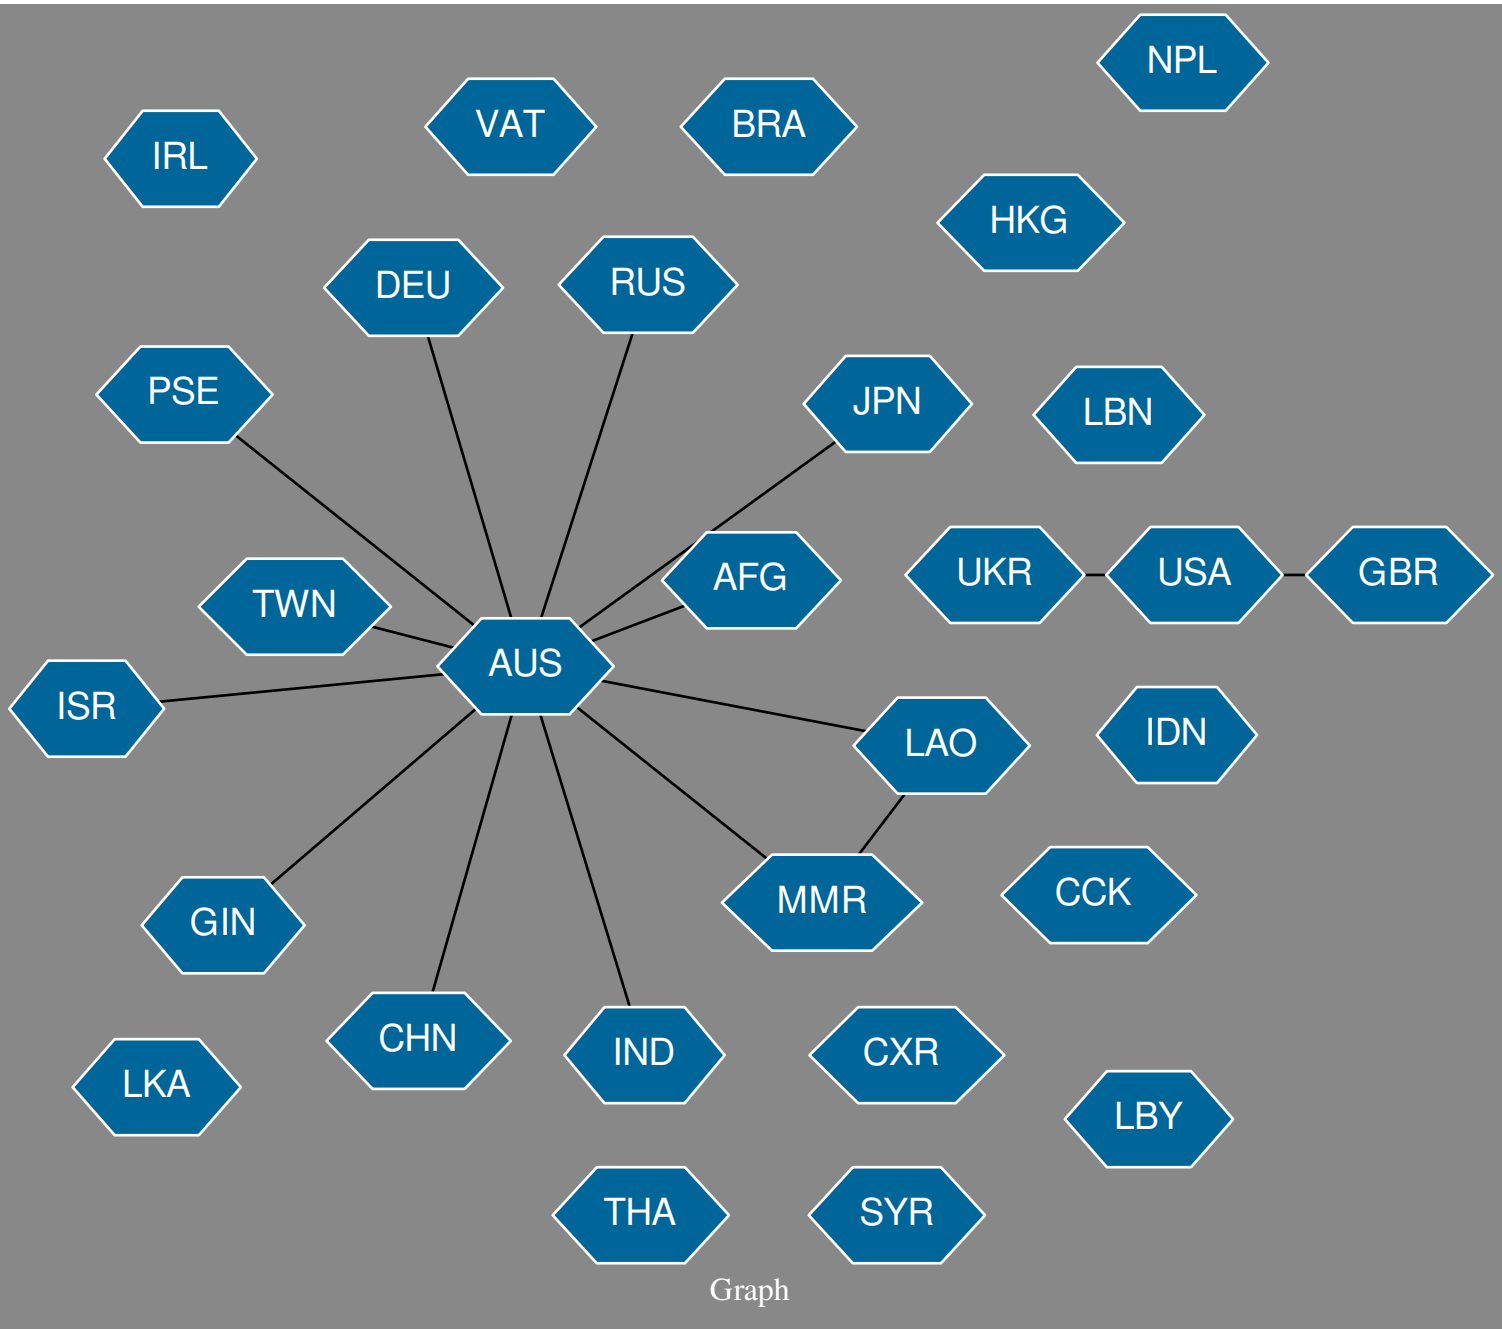 NPL
VAT
BRA
IRL
HKG
DEU
RUS
PSE
JPN
LBN
UKR
USA
GBR
AFG
TWN
AUS
ISR
LAO
IDN
GIN
MMR
CCK
CHN
IND
CXR
LKA
LBY
THA
SYR
Graph